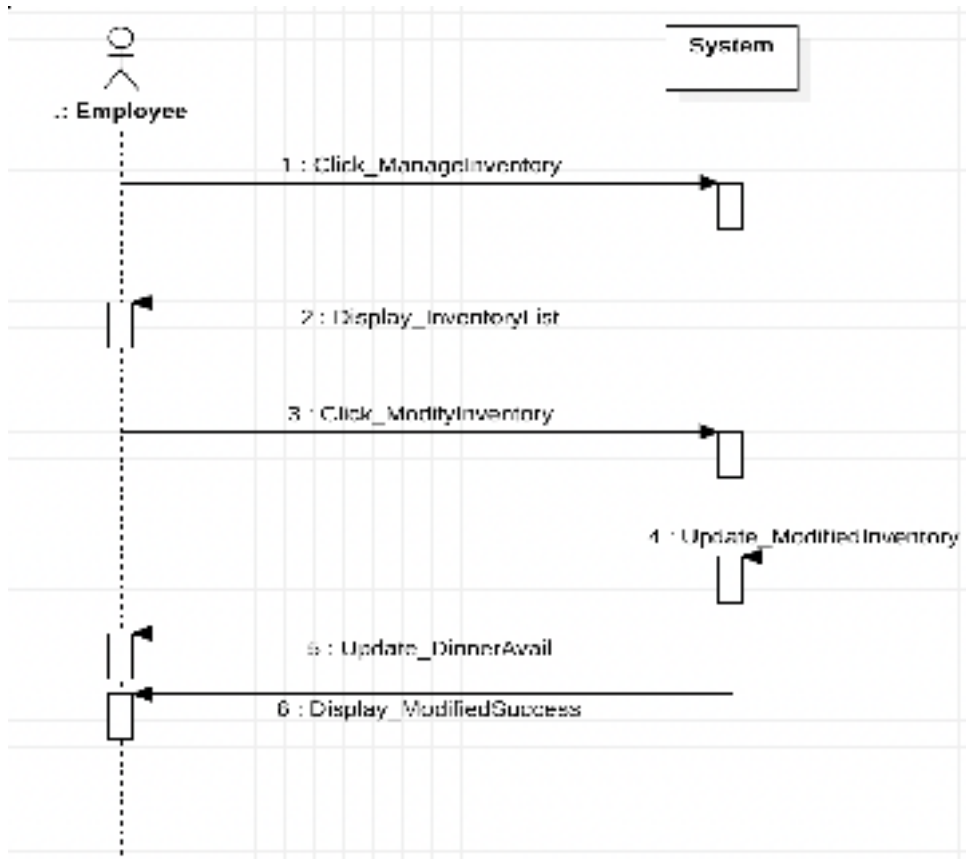 System
.: Employee
1 : Click_ManageInventory
2 : Display_InventoryList
3 : Click_ModifyInventory
4 : Update_ModifiedInventory
5 : Update_DinnerAvail
6 : Display_ModifiedSuccess